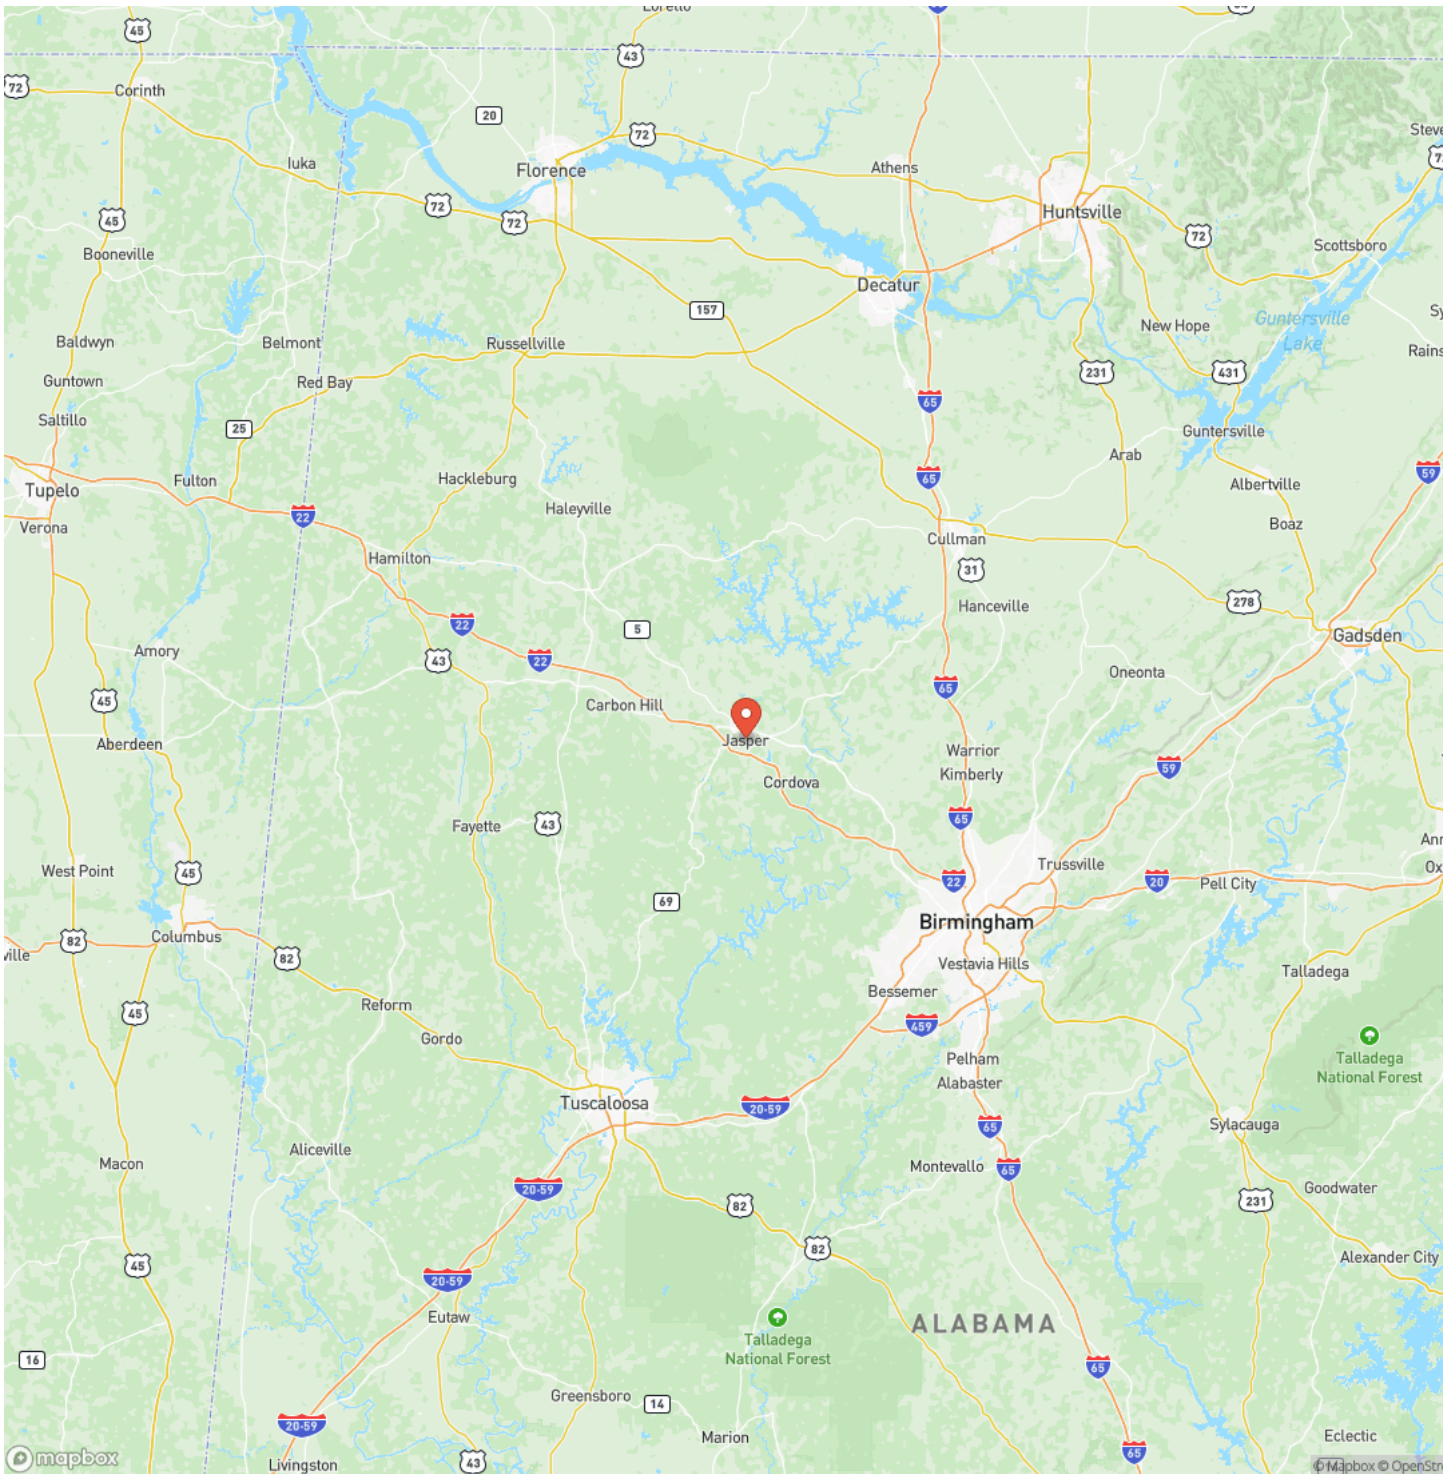 Loretto
45
43
72
Corinth
20
72
Steve
Iuka
Florence
Athens
72
72
45
72
Huntsville
72
Booneville
Scottsboro
Decatur
157
Guntersville
Lake
New Hope
Baldwyn
Belmont
Russellville
Rains
Guntown
Red Bay
231
431
65
Saltillo
25
Guntersville
Arab
59
Tupelo
Fulton
Hackleburg
65
Albertville
Verona
22
Haleyville
Boaz
Cullman
Hamilton
31
278
Hanceville
22
5
Gadsden
Amory
43
22
Oneonta
45
65
Carbon Hill
Aberdeen
Jasper
Warrior
59
Kimberly
Cordova
65
Fayette
43
Trussville
West Point
45
22
20
Pell City
69
Birmingham
82
Columbus
ville
82
Vestavia Hills
Talladega
Bessemer
Reform
45
459
Gordo
Talladega
National Forest
Pelham
Alabaster
Tuscaloosa
20-59
65
Sylacauga
Aliceville
Macon
Montevallo
65
20-59
Goodwater
82
231
82
45
Alexander City
20-59
Eutaw
ALABAMA
Talladega
National Forest
16
65
Greensboro
14
20-59
Marion
Eclectic
65
mapbox
Livingston
43
© Mapbox © OpenStr